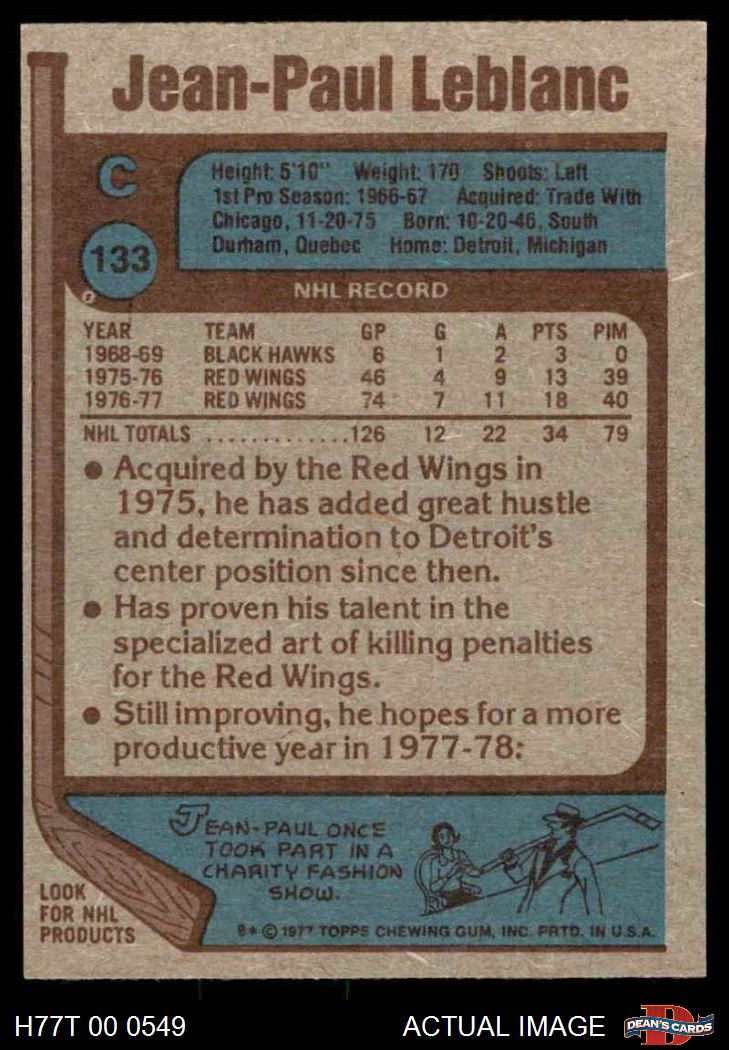 Jean-Paul Leblanc
C
Height: 5'10" Weight: 170 Shoots: Left
1st Pro Season: 1966-67 Acquired: Trade With
Chicago, 11-20-75 Born: 10-20-46, South
Durham, Quebec Home: Detroit, Michigan
133
NHL RECORD
YEAR TEAM GP G A PTS PIM
1968-69 BLACK HAWKS 6 1 2 3 0
1975-76 RED WINGS 46 4 9 13 39
1976-77 RED WINGS 74 7 11 18 40
NHL TOTALS .............126 12 22 34 79
● Acquired by the Red Wings in
1975, he has added great hustle
and determination to Detroit's
center position since then.
● Has proven his talent in the
specialized art of killing penalties
for the Red Wings.
● Still improving, he hopes for a more
productive year in 1977-78:
JEAN-PAUL ONCE
TOOK PART IN A
CHARITY FASHION
SHOW.
LOOK
FOR NHL
PRODUCTS
B* © 1977 TOPPS CHEWING GUM, INC. PRTD. IN U.S.A.
H77T 00 0549 ACTUAL IMAGE
DEAN'S CARDS